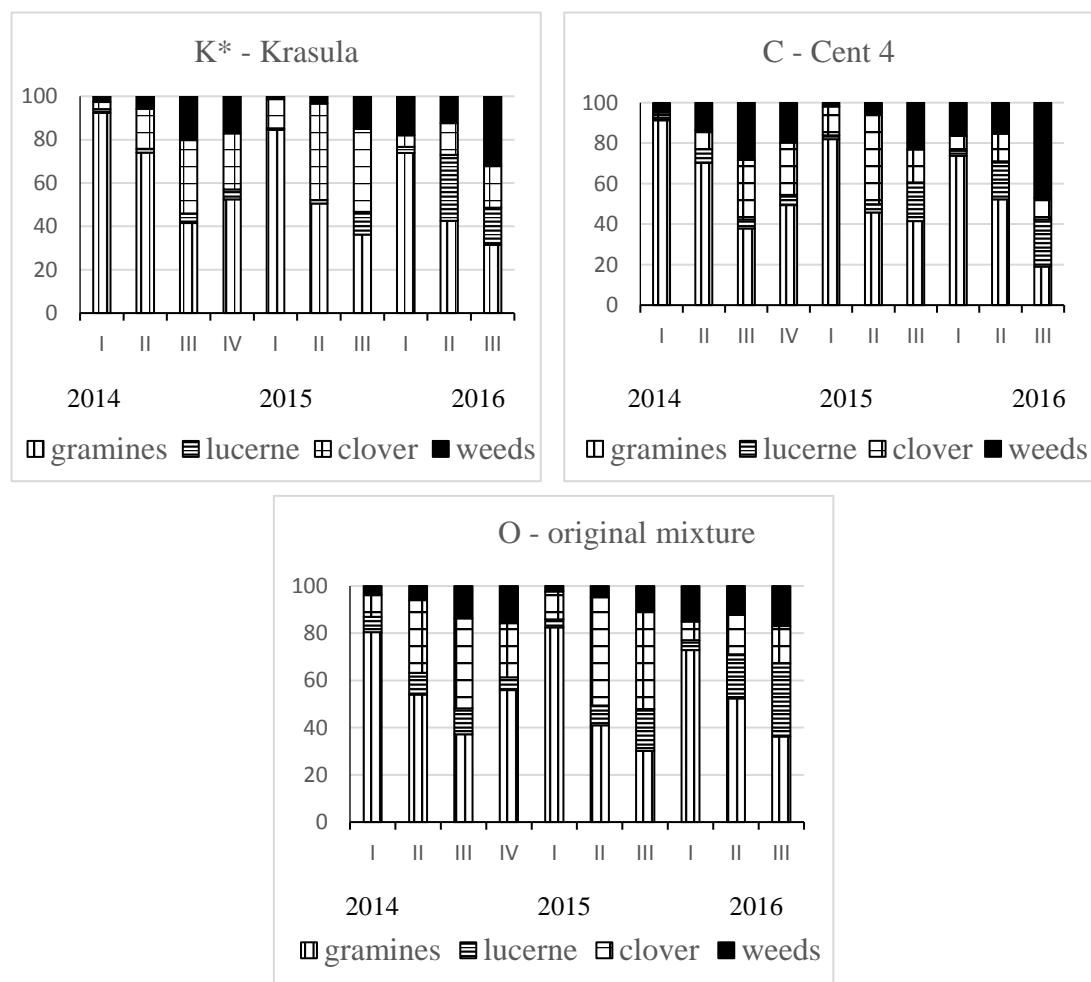 K* - Krasula
100
80
60
40
20
0
I II III IV I II III I II III
2014 2015 2016
gramines lucerne clover weeds
C - Cent 4
100
80
60
40
20
0
I II III IV I II III I II III
2014 2015 2016
gramines lucerne clover weeds
O - original mixture
100
80
60
40
20
0
I II III IV I II III I II III
2014 2015 2016
gramines lucerne clover weeds